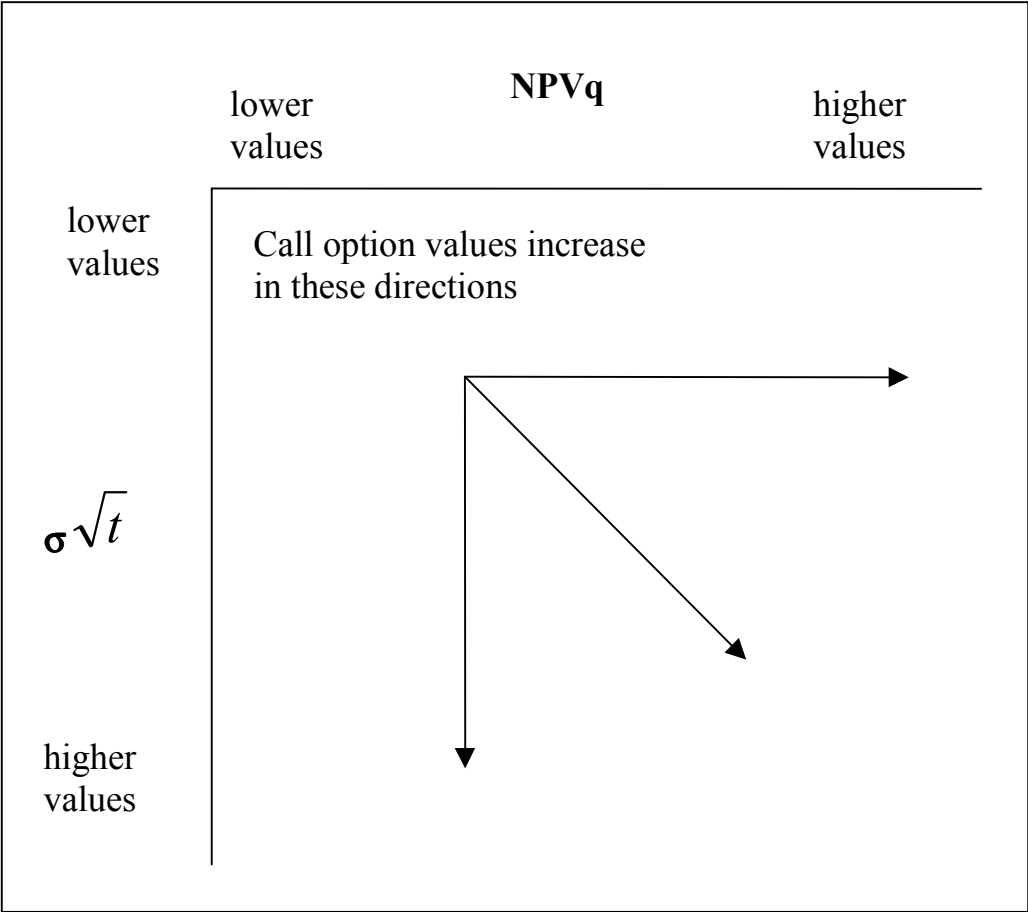 NPVq
lower
values
higher
values
lower
values
Call option values increase
in these directions
σ√t
higher
values